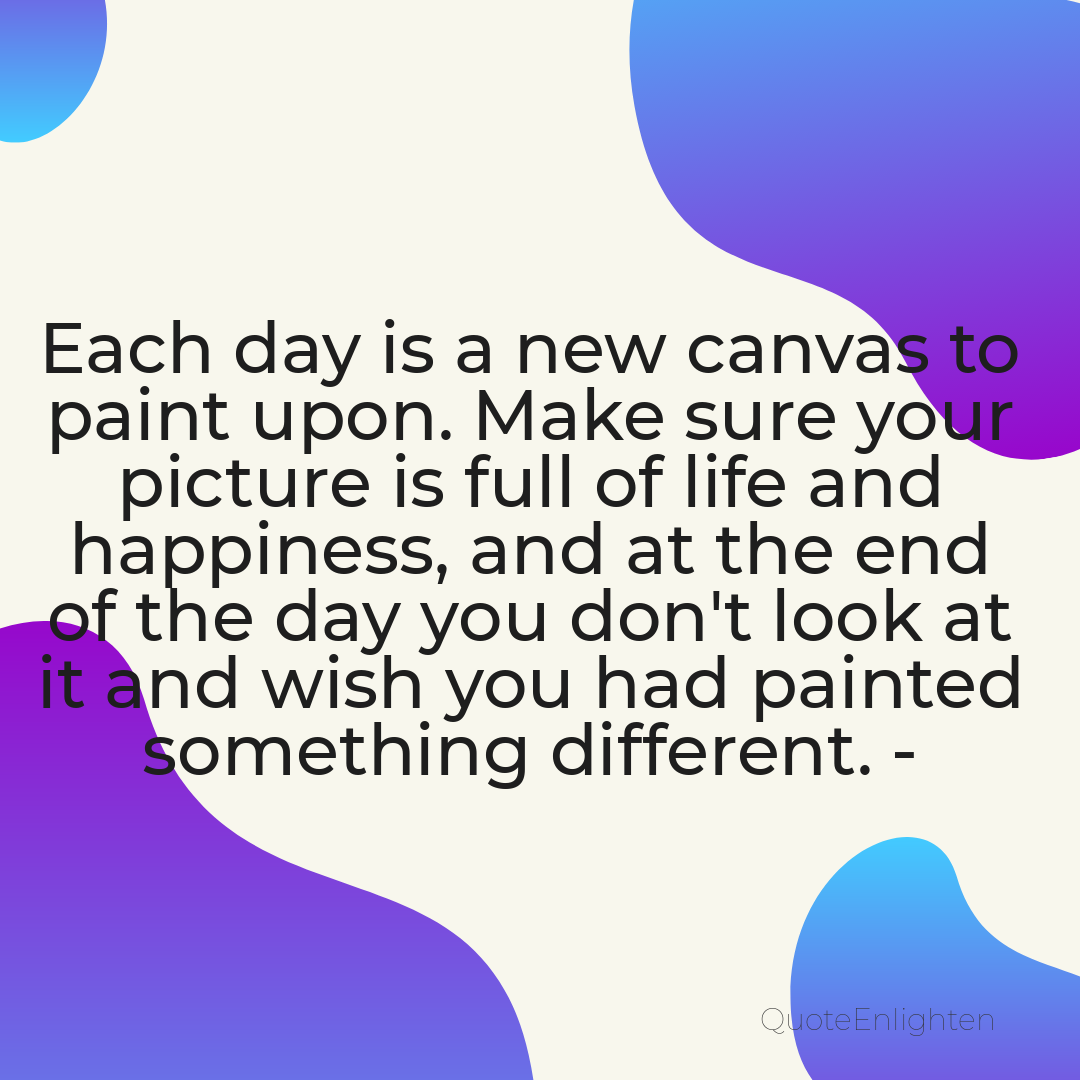 Each day is a new canvas to
paint upon. Make sure your
picture is full of life and
happiness, and at the end
of the day you don't look at
it and wish you had painted
something different. -
QuoteEnlighten